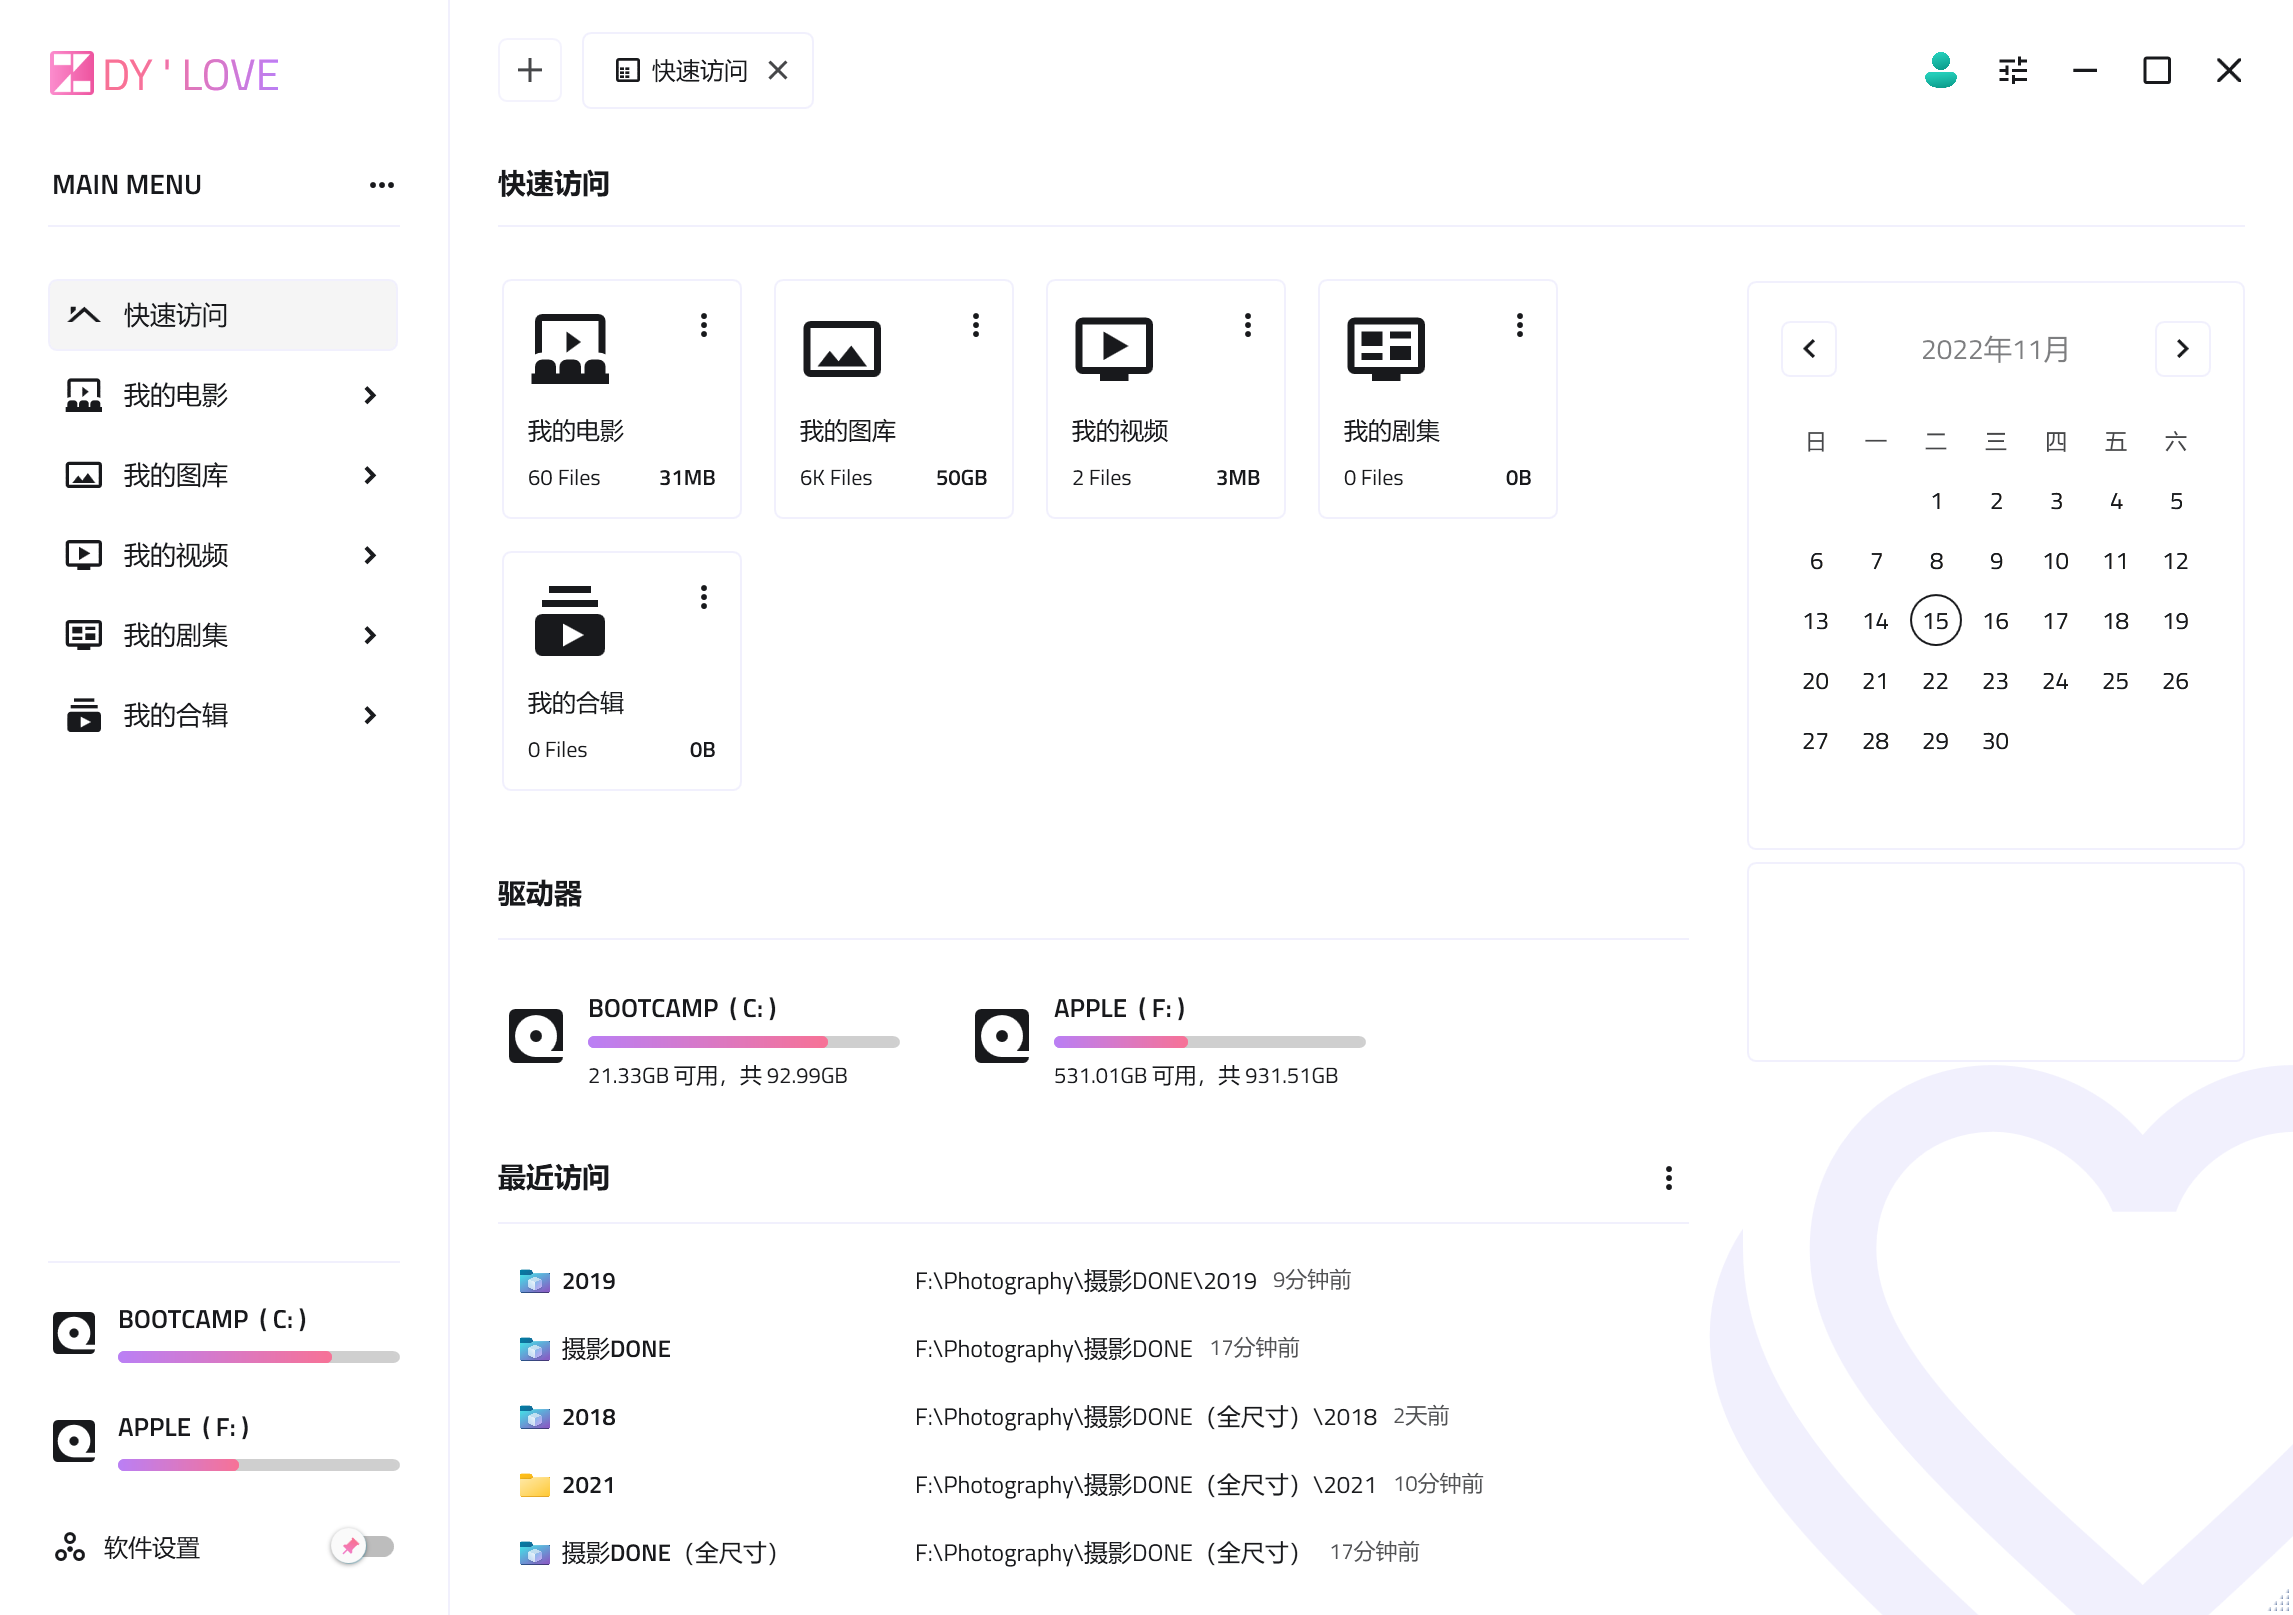 DY ' LOVE
MAIN MENU
快速访问
我的电影
我的图库
我的视频
我的剧集
我的合辑
BOOTCAMP（C:）
APPLE（F:）
软件设置
快速访问
快速访问
我的电影
60 Files 31MB
我的图库
6K Files 50GB
我的视频
2 Files 3MB
我的剧集
0 Files 0B
我的合辑
0 Files 0B
2022年11月
日 一 二 三 四 五 六
1 2 3 4 5
6 7 8 9 10 11 12
13 14 15 16 17 18 19
20 21 22 23 24 25 26
27 28 29 30
驱动器
BOOTCAMP（C:）
21.33GB 可用，共 92.99GB
APPLE（F:）
531.01GB 可用，共 931.51GB
最近访问
2019 F:\Photography\摄影DONE\2019 9分钟前
摄影DONE F:\Photography\摄影DONE 17分钟前
2018 F:\Photography\摄影DONE（全尺寸）\2018 2天前
2021 F:\Photography\摄影DONE（全尺寸）\2021 10分钟前
摄影DONE（全尺寸） F:\Photography\摄影DONE（全尺寸） 17分钟前